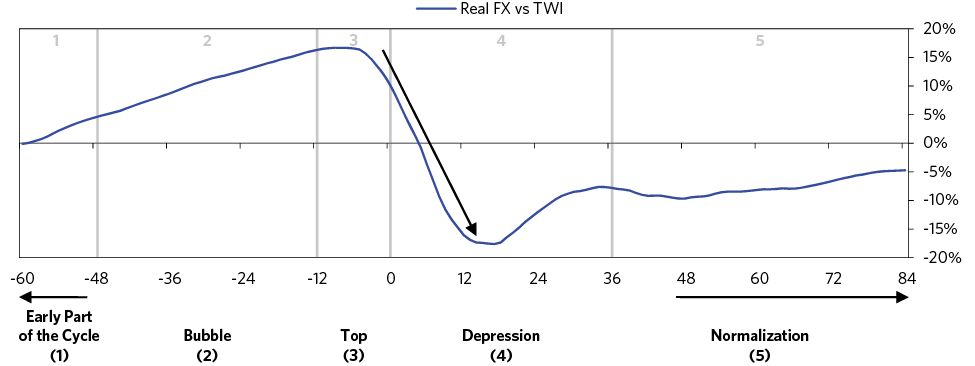 Real FX vs TWI
1 2 3 4 5
20%
15%
10%
5%
0%
-5%
-10%
-15%
-20%
-60 -48 -36 -24 -12 0 12 24 36 48 60 72 84
Early Part
of the Cycle
(1)
Bubble
(2)
Top
(3)
Depression
(4)
Normalization
(5)